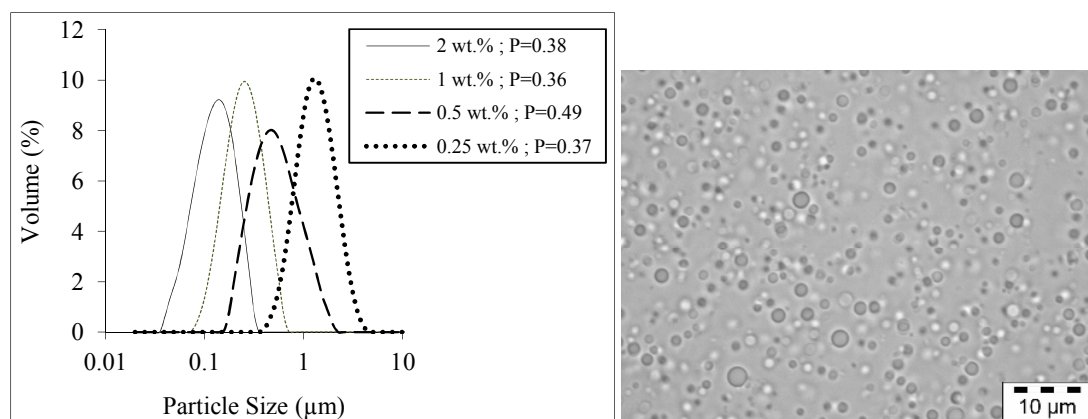 12
10
8
6
4
2
0
Volume (%)
2 wt.% ; P=0.38
1 wt.% ; P=0.36
0.5 wt.% ; P=0.49
0.25 wt.% ; P=0.37
0.01 0.1 1 10
Particle Size (µm)
10 µm